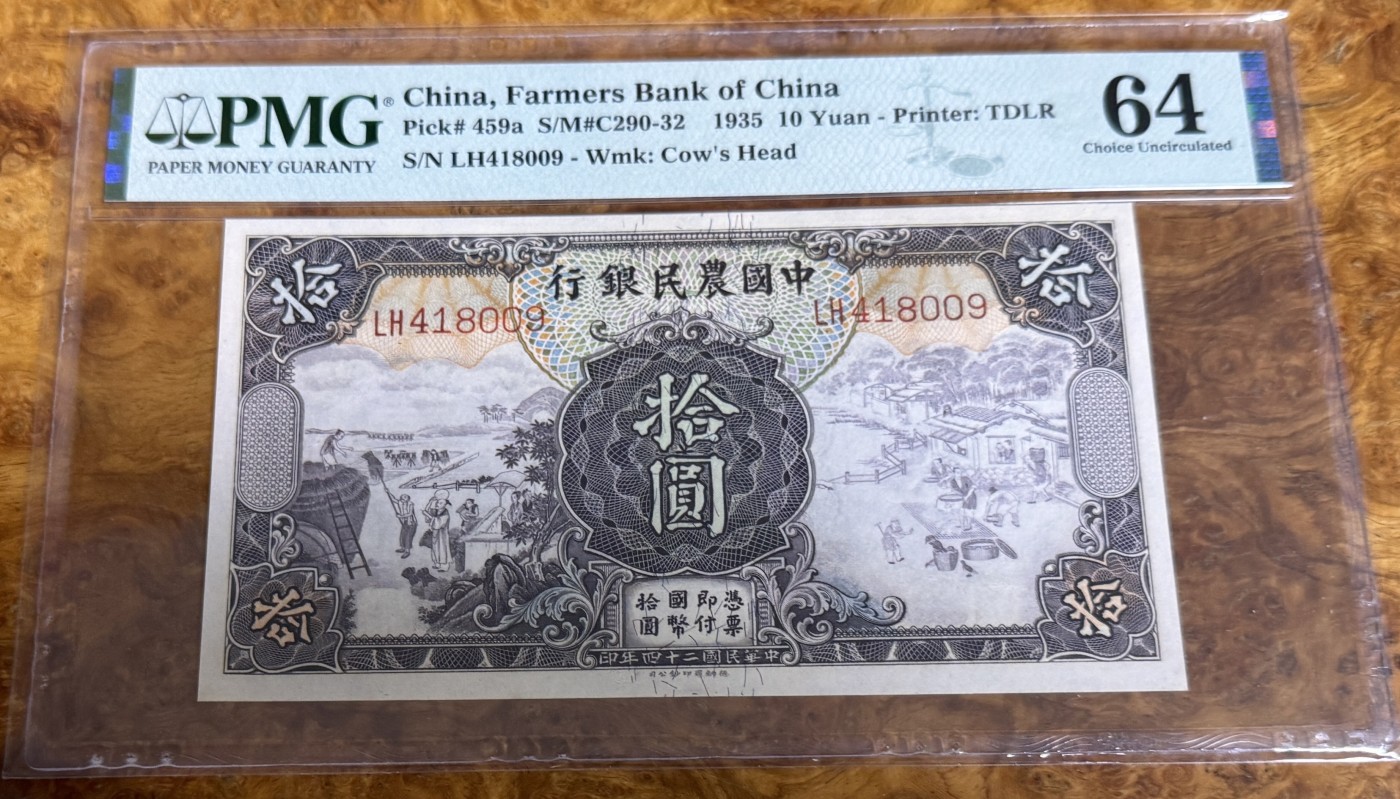 PMG®
PAPER MONEY GUARANTY
China, Farmers Bank of China
Pick# 459a S/M#C290-32 1935 10 Yuan - Printer: TDLR
S/N LH418009 - Wmk: Cow's Head
64
Choice Uncirculated
拾
行銀民農國中
拾
LH418009
LH418009
拾
圓
拾國即憑
圓幣付票
拾
拾
印年四十二國民華中